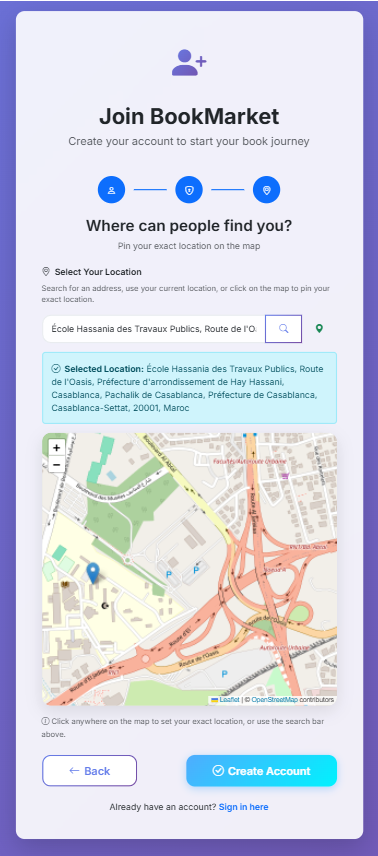 Join BookMarket
Create your account to start your book journey
Where can people find you?
Pin your exact location on the map
Select Your Location
Search for an address, use your current location, or click on the map to pin your
exact location.
École Hassania des Travaux Publics, Route de l'O
Selected Location: École Hassania des Travaux Publics, Route
de l'Oasis, Préfecture d'arrondissement de Hay Hassani,
Casablanca, Pachalik de Casablanca, Préfecture de Casablanca,
Casablanca-Settat, 20001, Maroc
+
−
Facultés Autoroute Urbaine
Boulevard des Musées
P
P
Route d'El Jadida
Route de l'Oasis
P
Leaflet | © OpenStreetMap contributors
Click anywhere on the map to set your exact location, or use the search bar
above.
← Back
Create Account
Already have an account? Sign in here